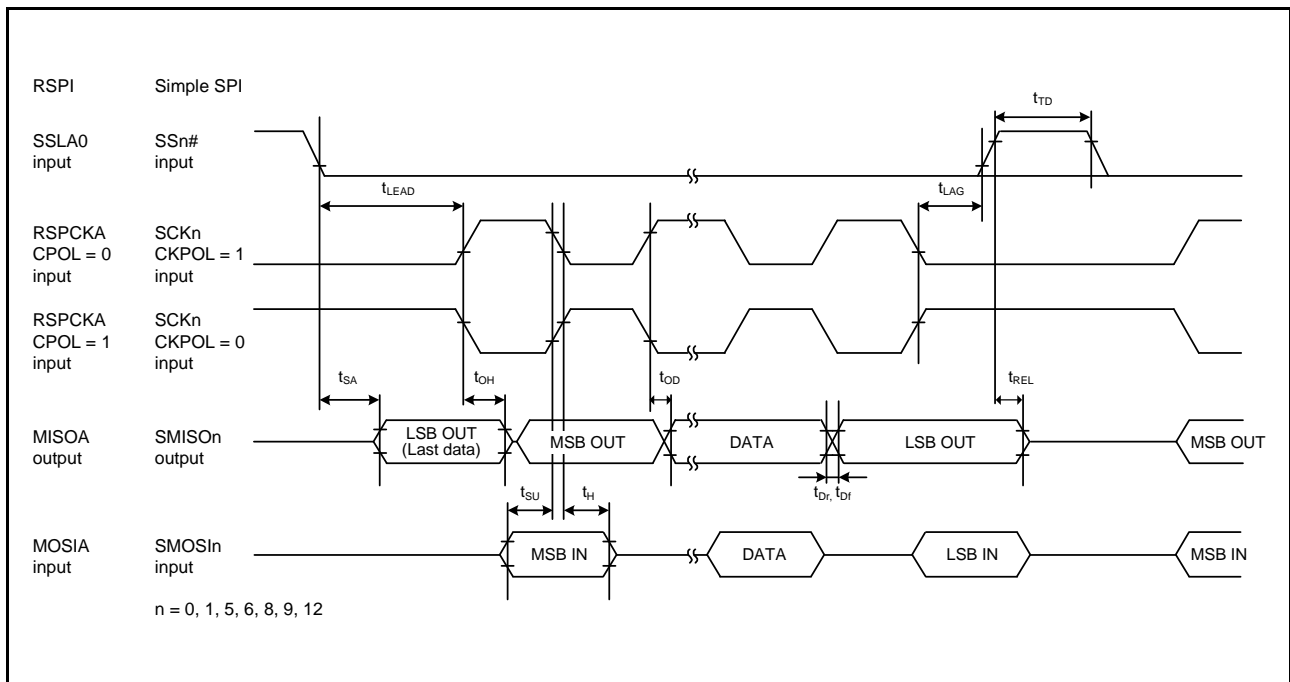 RSPI Simple SPI
tTD
SSLA0 SSn#
input input
tLEAD
tLAG
RSPCKA SCKn
CPOL = 0 CKPOL = 1
input input
RSPCKA SCKn
CPOL = 1 CKPOL = 0
input input
tSA tOH tOD tREL
MISOA SMISOn
output output
LSB OUT
(Last data)
MSB OUT DATA LSB OUT MSB OUT
tSU tH tDr, tDf
MOSIA SMOSIn
input input
MSB IN DATA LSB IN MSB IN
n = 0, 1, 5, 6, 8, 9, 12